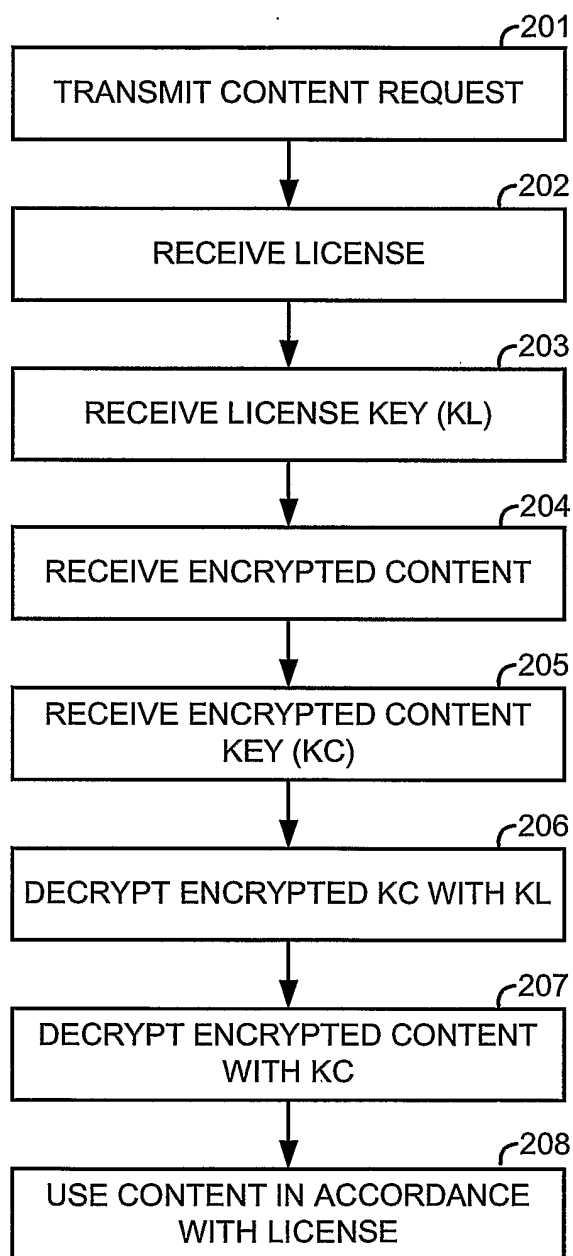 201
TRANSMIT CONTENT REQUEST
202
RECEIVE LICENSE
203
RECEIVE LICENSE KEY (KL)
204
RECEIVE ENCRYPTED CONTENT
205
RECEIVE ENCRYPTED CONTENT
KEY (KC)
206
DECRYPT ENCRYPTED KC WITH KL
207
DECRYPT ENCRYPTED CONTENT
WITH KC
208
USE CONTENT IN ACCORDANCE
WITH LICENSE